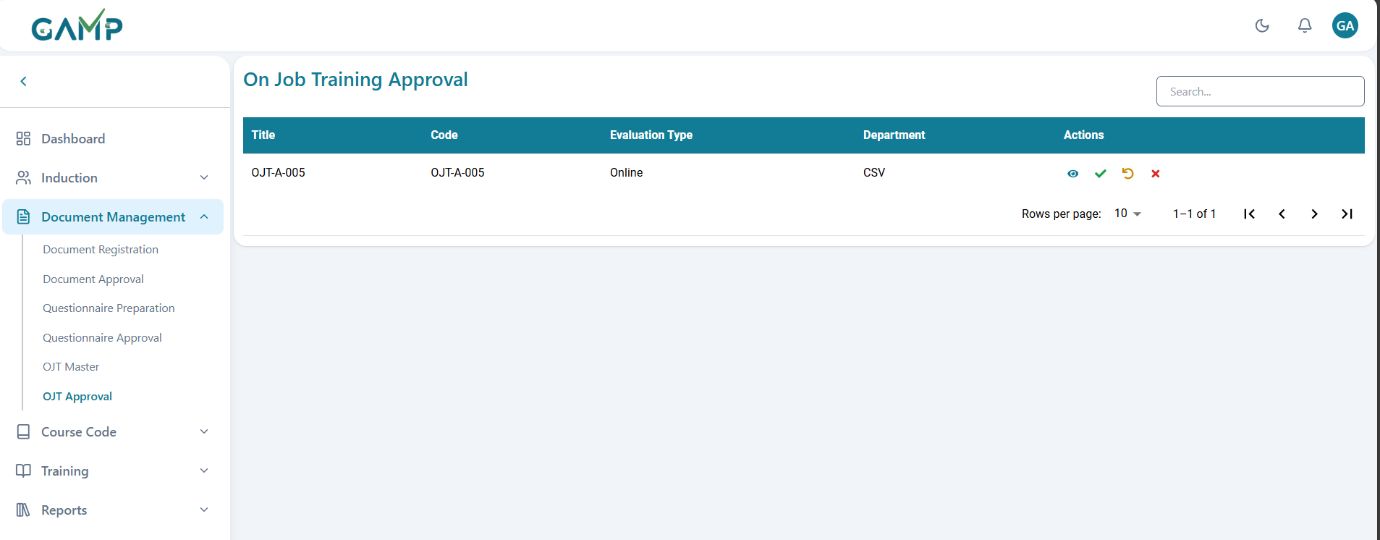 GAMP
GA
On Job Training Approval
Search...
Title Code Evaluation Type Department Actions
OJT-A-005 OJT-A-005 Online CSV
Rows per page: 10 1–1 of 1
Dashboard
Induction
Document Management
Document Registration
Document Approval
Questionnaire Preparation
Questionnaire Approval
OJT Master
OJT Approval
Course Code
Training
Reports